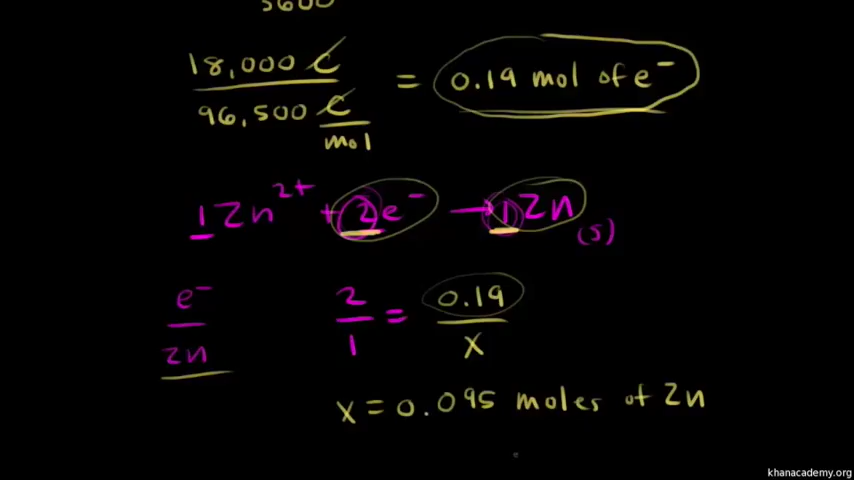 3600
18,000 C
96,500 C/mol
= 0.19 mol of e⁻
1 Zn²⁺ + 2e⁻ → 1 Zn (s)
e⁻/Zn
2/1 = 0.19/x
x = 0.095 moles of Zn
khanacademy.org